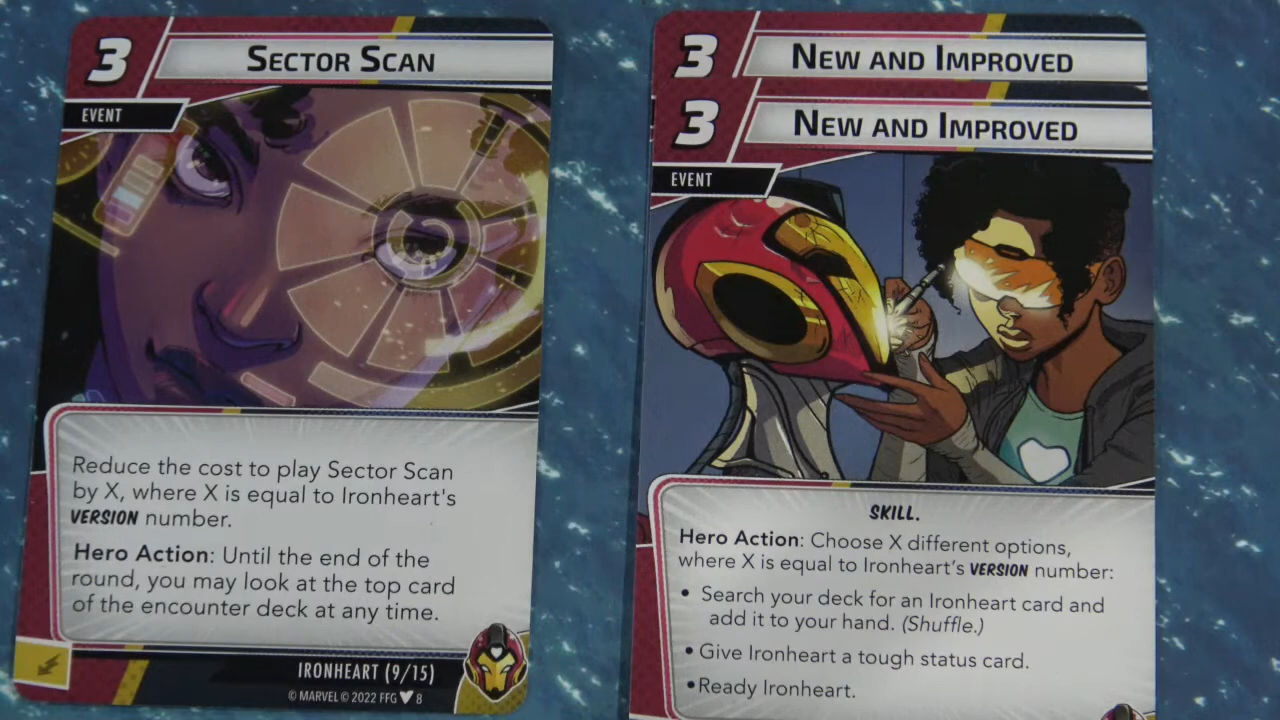 3
SECTOR SCAN
EVENT
Reduce the cost to play Sector Scan
by X, where X is equal to Ironheart's
VERSION number.
Hero Action: Until the end of the
round, you may look at the top card
of the encounter deck at any time.
IRONHEART (9/15)
© MARVEL © 2022 FFG 8
3
NEW AND IMPROVED
3
NEW AND IMPROVED
EVENT
SKILL.
Hero Action: Choose X different options,
where X is equal to Ironheart's VERSION number:
• Search your deck for an Ironheart card and
add it to your hand. (Shuffle.)
• Give Ironheart a tough status card.
• Ready Ironheart.